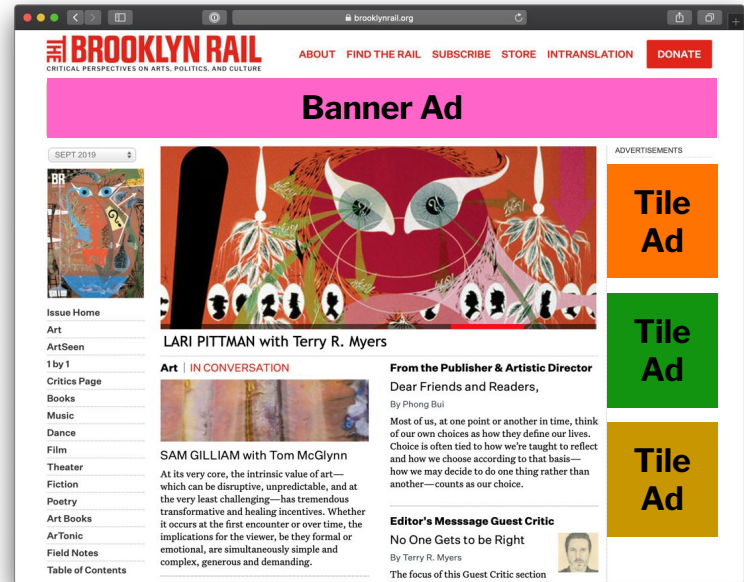 brooklynrail.org
THE BROOKLYN RAIL
CRITICAL PERSPECTIVES ON ARTS, POLITICS, AND CULTURE
ABOUT FIND THE RAIL SUBSCRIBE STORE INTRANSLATION DONATE
Banner Ad
SEPT 2019
BR
Issue Home
Art
ArtSeen
1 by 1
Critics Page
Books
Music
Dance
Film
Theater
Fiction
Poetry
Art Books
ArTonic
Field Notes
Table of Contents
LARI PITTMAN with Terry R. Myers
Art | IN CONVERSATION
SAM GILLIAM with Tom McGlynn
At its very core, the intrinsic value of art—
which can be disruptive, unpredictable, and at
the very least challenging—has tremendous
transformative and healing incentives. Whether
it occurs at the first encounter or over time, the
implications for the viewer, be they formal or
emotional, are simultaneously simple and
complex, generous and demanding.
From the Publisher & Artistic Director
Dear Friends and Readers,
By Phong Bui
Most of us, at one point or another in time, think
of our own choices as how they define our lives.
Choice is often tied to how we're taught to reflect
and how we choose according to that basis—
how we may decide to do one thing rather than
another—counts as our choice.
Editor's Messsage Guest Critic
No One Gets to be Right
By Terry R. Myers
The focus of this Guest Critic section
ADVERTISEMENTS
Tile
Ad
Tile
Ad
Tile
Ad